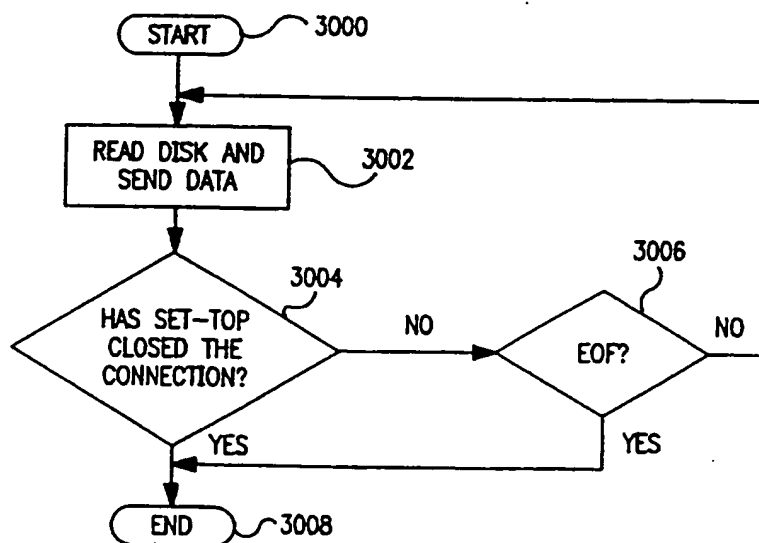 START
3000
READ DISK AND
SEND DATA
3002
HAS SET-TOP
CLOSED THE
CONNECTION?
3004
NO
EOF?
3006
NO
YES
YES
END
3008